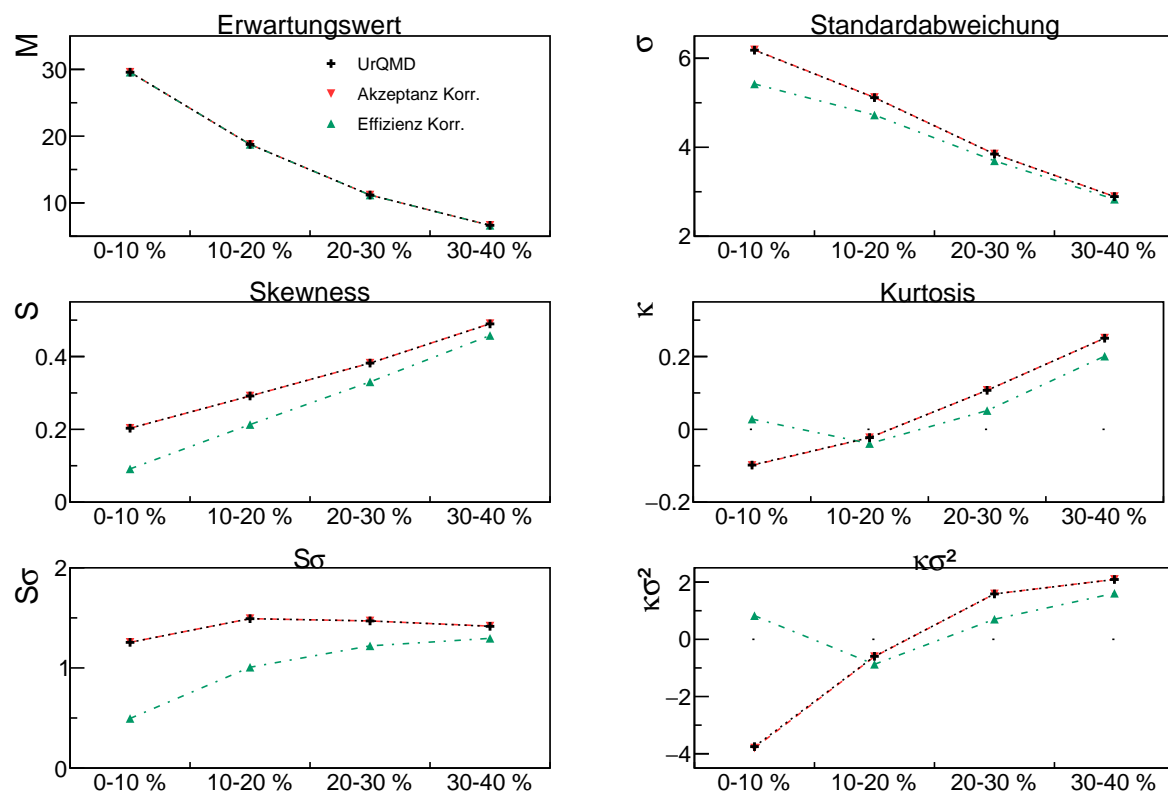 Erwartungswert
M
30
20
10
UrQMD
Akzeptanz Korr.
Effizienz Korr.
0-10 % 10-20 % 20-30 % 30-40 %
Standardabweichung
σ
6
4
2
0-10 % 10-20 % 20-30 % 30-40 %
Skewness
S
0.4
0.2
0
0-10 % 10-20 % 20-30 % 30-40 %
Kurtosis
κ
0.2
0
−0.2
0-10 % 10-20 % 20-30 % 30-40 %
Sσ
Sσ
2
1
0
0-10 % 10-20 % 20-30 % 30-40 %
κσ²
κσ²
2
0
−2
−4
0-10 % 10-20 % 20-30 % 30-40 %